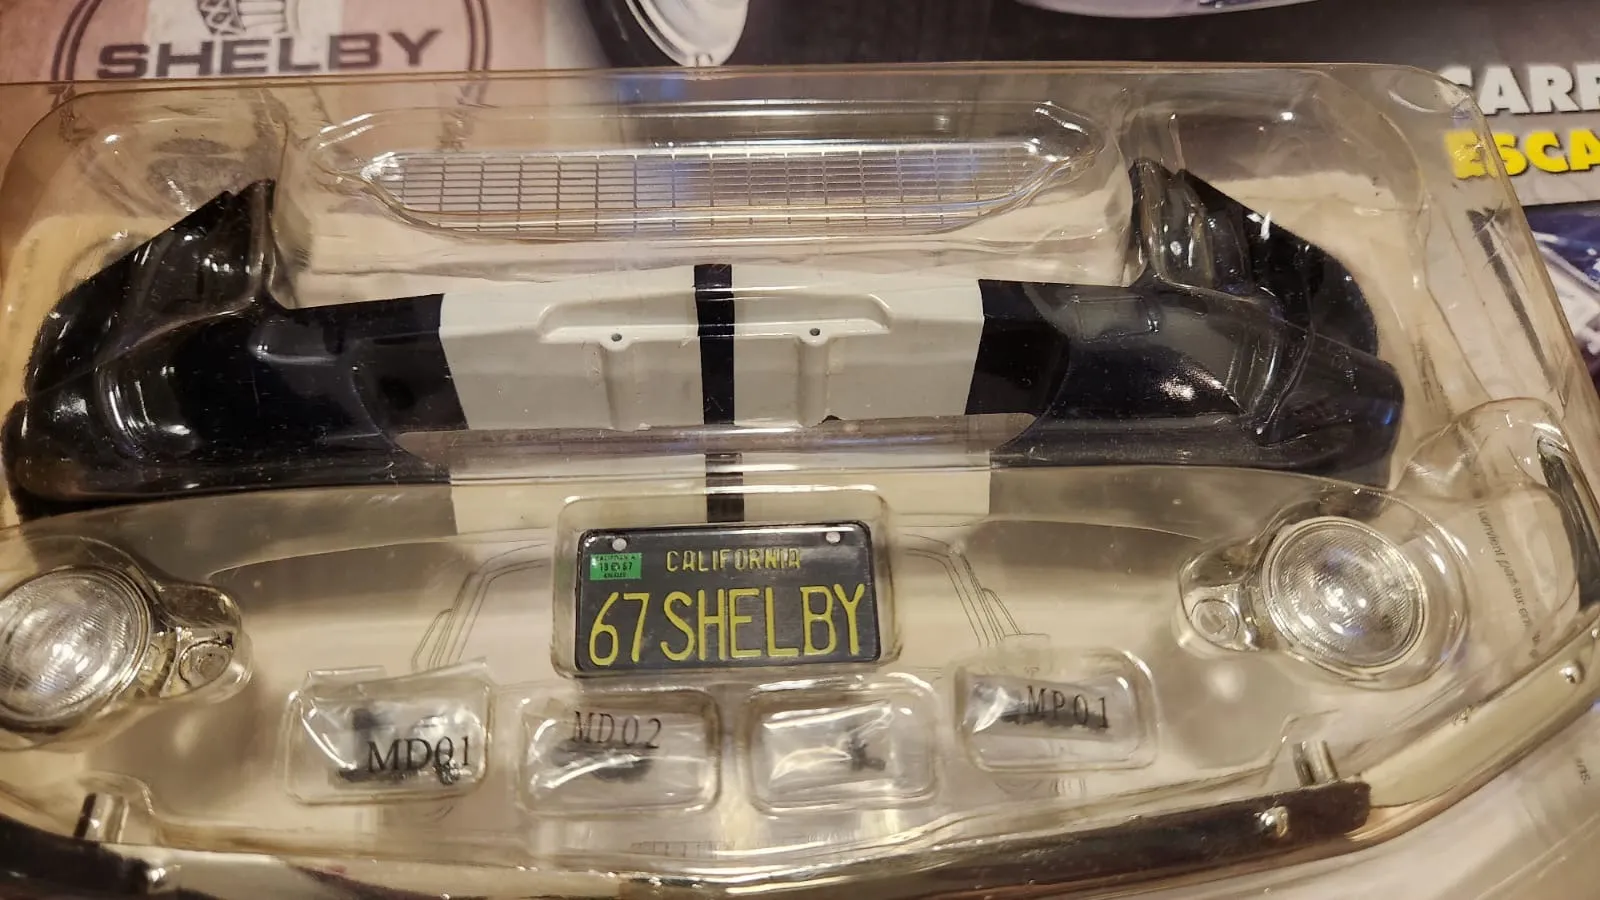 SHELBY
CARR
ESCA
CALIFORNIA
67 SHELBY
MD01
MD02
MP01